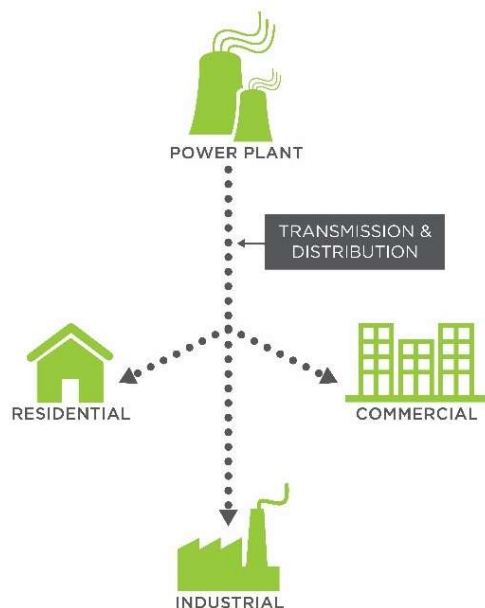 POWER PLANT
TRANSMISSION &
DISTRIBUTION
RESIDENTIAL
COMMERCIAL
INDUSTRIAL